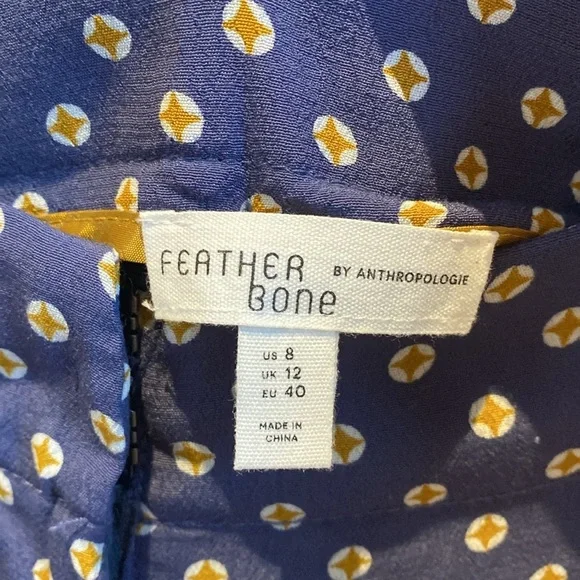 FEATHER BY ANTHROPOLOGIE
Bone
US 8
UK 12
EU 40
MADE IN
CHINA